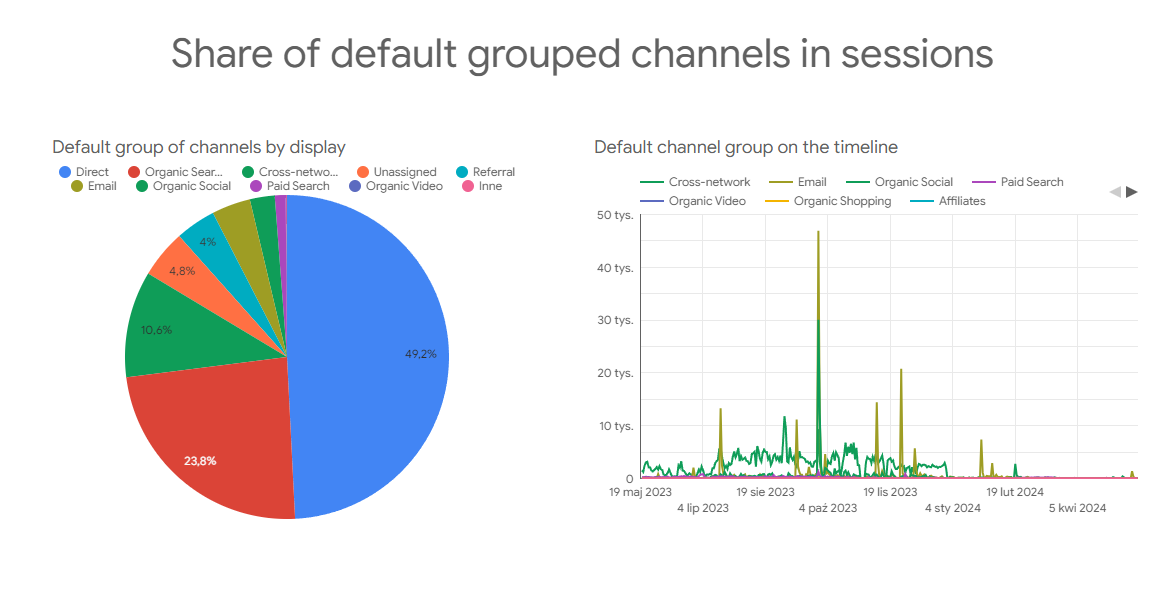 Share of default grouped channels in sessions
Default group of channels by display
Direct Organic Sear... Cross-netwo... Unassigned Referral
Email Organic Social Paid Search Organic Video Inne
4%
4,8%
10,6%
49,2%
23,8%
Default channel group on the timeline
Cross-network Email Organic Social Paid Search
Organic Video Organic Shopping Affiliates
50 tys.
40 tys.
30 tys.
20 tys.
10 tys.
0
19 maj 2023 19 sie 2023 19 lis 2023 19 lut 2024
4 lip 2023 4 paź 2023 4 sty 2024 5 kwi 2024